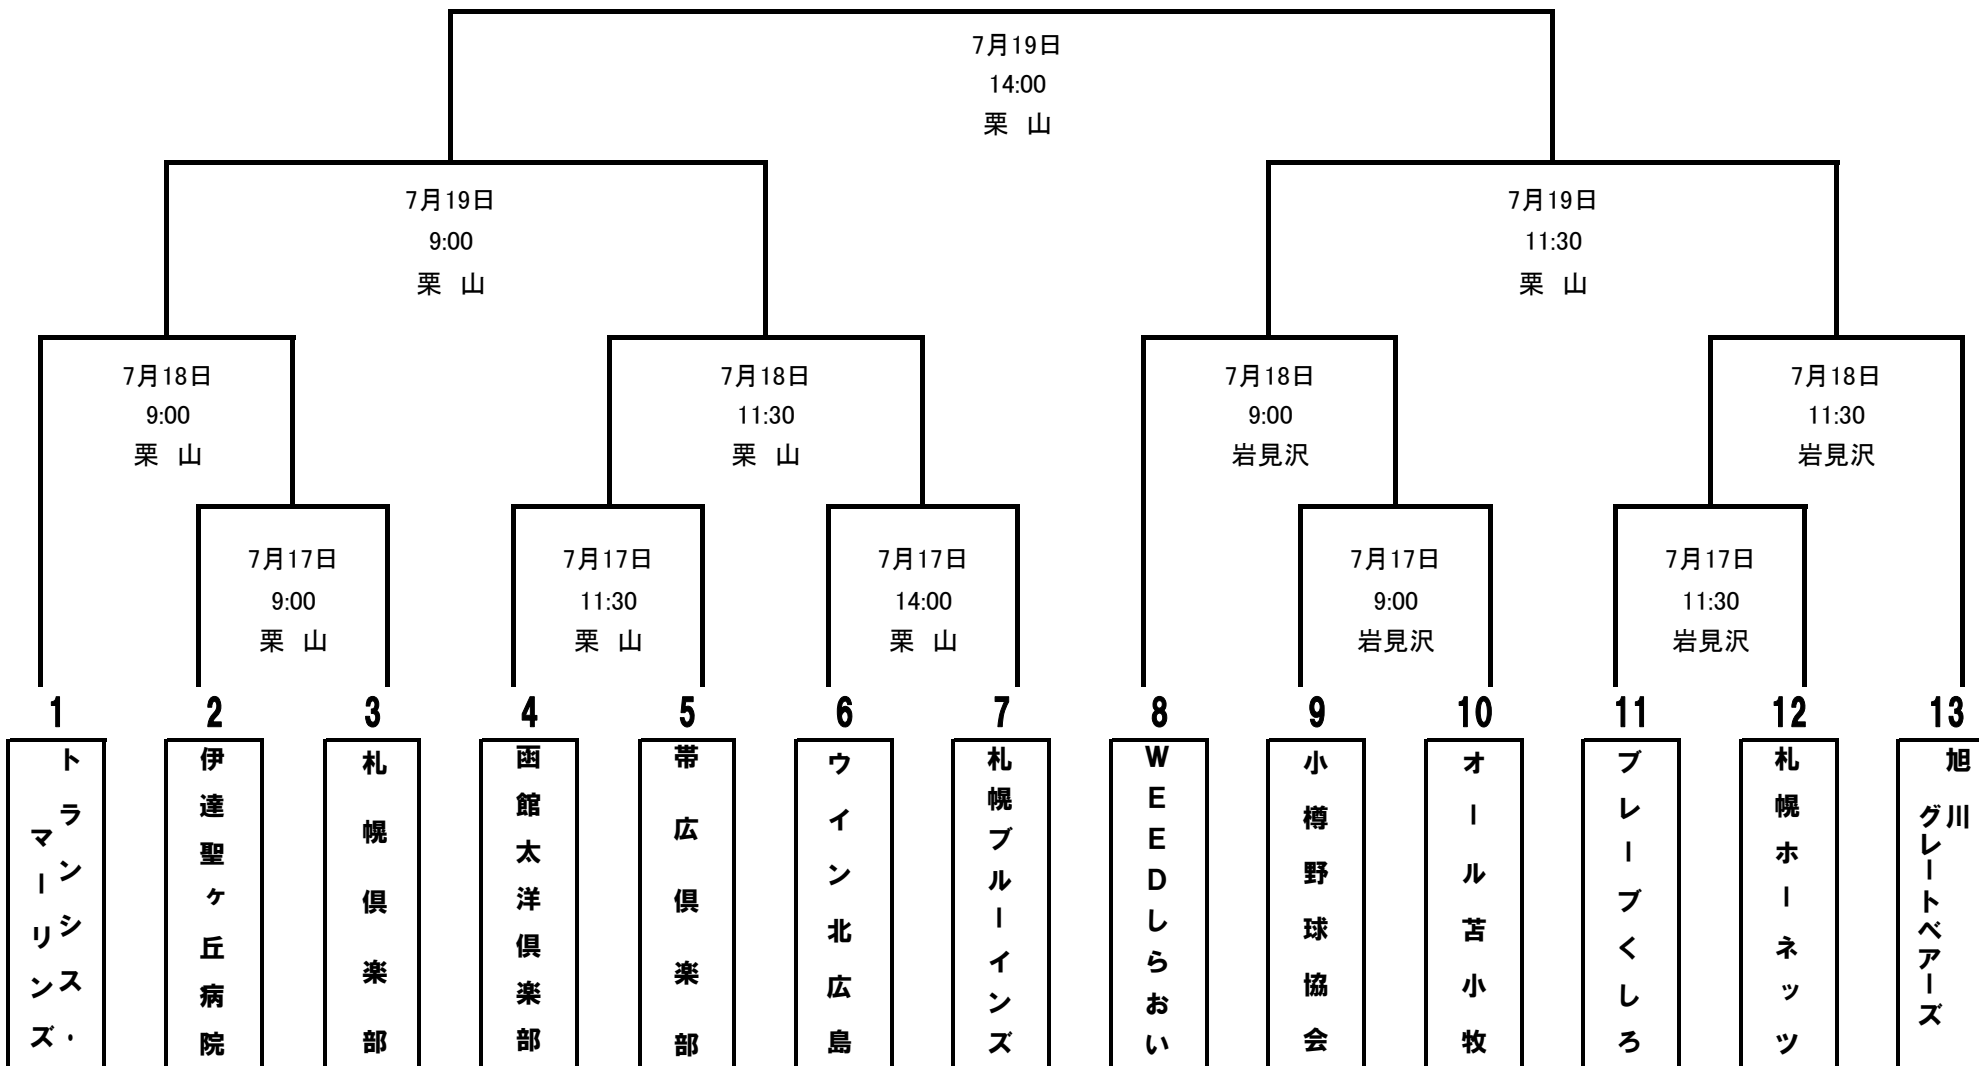 7月19日
14:00
栗 山
7月19日
9:00
栗 山
7月19日
11:30
栗 山
7月18日
9:00
栗 山
7月18日
11:30
栗 山
7月18日
9:00
岩見沢
7月18日
11:30
岩見沢
7月17日
9:00
栗 山
7月17日
11:30
栗 山
7月17日
14:00
栗 山
7月17日
9:00
岩見沢
7月17日
11:30
岩見沢
1
2
3
4
5
6
7
8
9
10
11
12
13
トランシス・
マーリンズ
伊達聖ヶ丘病院
札幌倶楽部
函館太洋倶楽部
帯広倶楽部
ウイン北広島
札幌ブルーインズ
WEEDしらおい
小樽野球協会
オール苫小牧
ブレーブくしろ
札幌ホーネッツ
旭川
グレートベアーズ